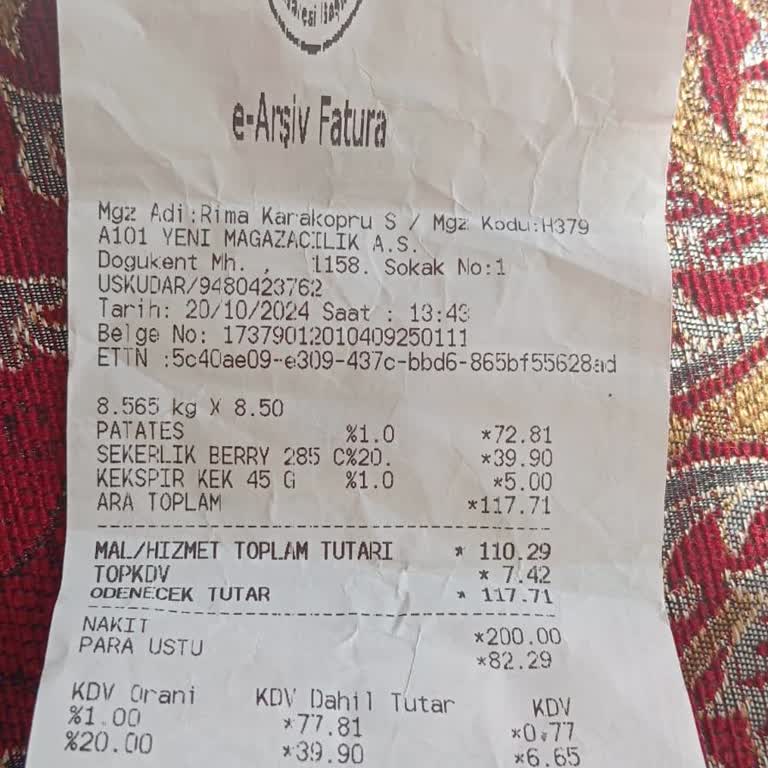 e-Arşiv Fatura
Mgz Adi:Rima Karakopru S / Mgz Kodu:H379
A101 YENI MAGAZACILIK A.S.
Dogukent Mh. , 1158. Sokak No:1
USKUDAR/9480423762
Tarih: 20/10/2024 Saat : 13:43
Belge No: 17379012010409250111
ETTN :5c40ae09-e309-437c-bbd6-865bf55628ad
8.565 kg X 8.50
PATATES %1.0 *72.81
SEKERLIK BERRY 285 C%20. *39.90
KEKSPIR KEK 45 G %1.0 *5.00
ARA TOPLAM *117.71
MAL/HIZMET TOPLAM TUTARI * 110.29
TOPKDV * 7.42
ODENECEK TUTAR * 117.71
NAKIT *200.00
PARA USTU *82.29
KDV Orani KDV Dahil Tutar KDV
%1.00 *77.81 *0.77
%20.00 *39.90 *6.65